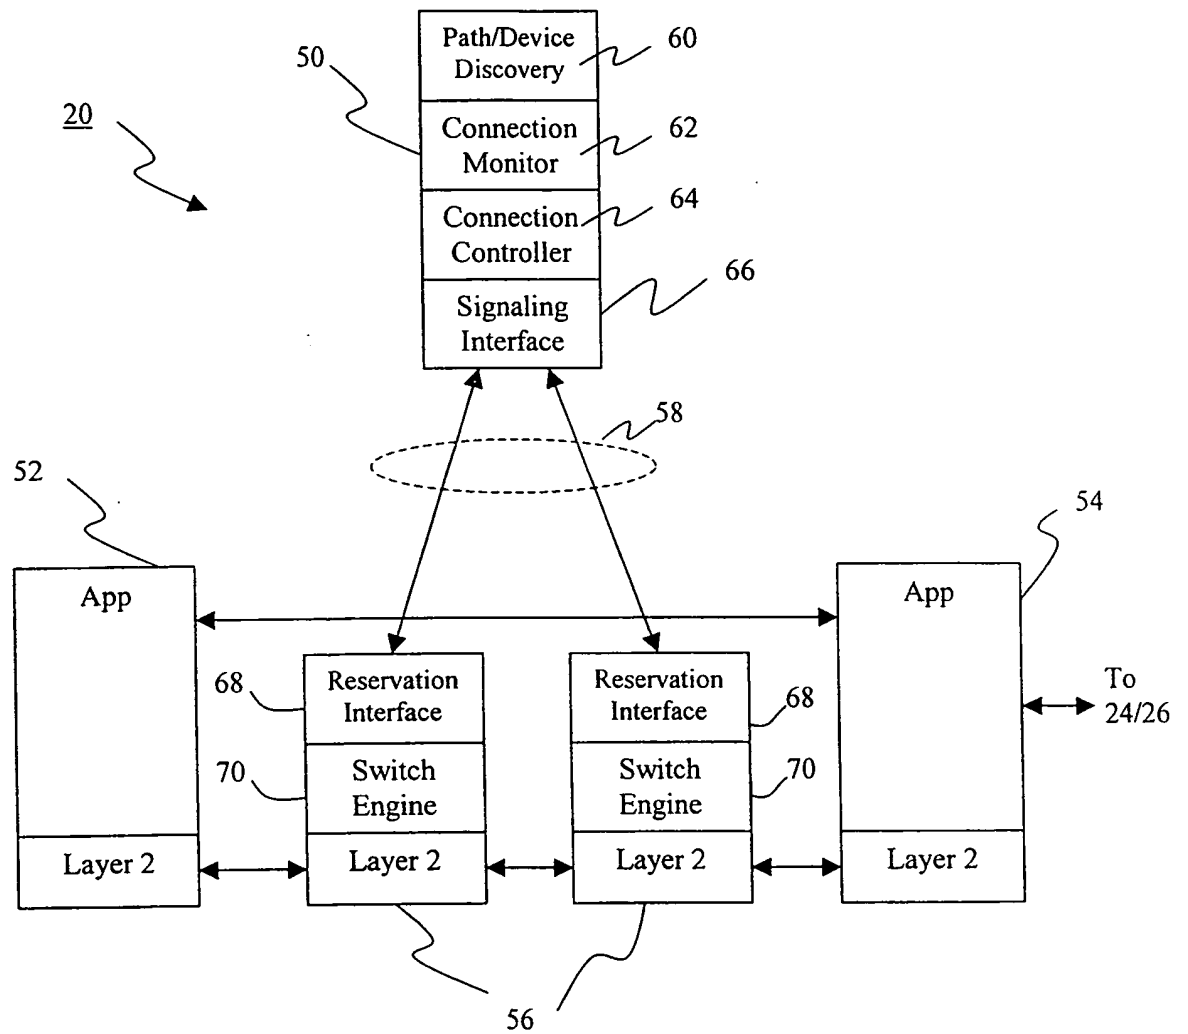 Path/Device
Discovery
60
50
20
Connection
Monitor
62
Connection
Controller
64
66
Signaling
Interface
58
52
54
App
App
68
Reservation
Interface
Reservation
Interface
68
To
24/26
70
Switch
Engine
Switch
Engine
70
Layer 2
Layer 2
Layer 2
Layer 2
56